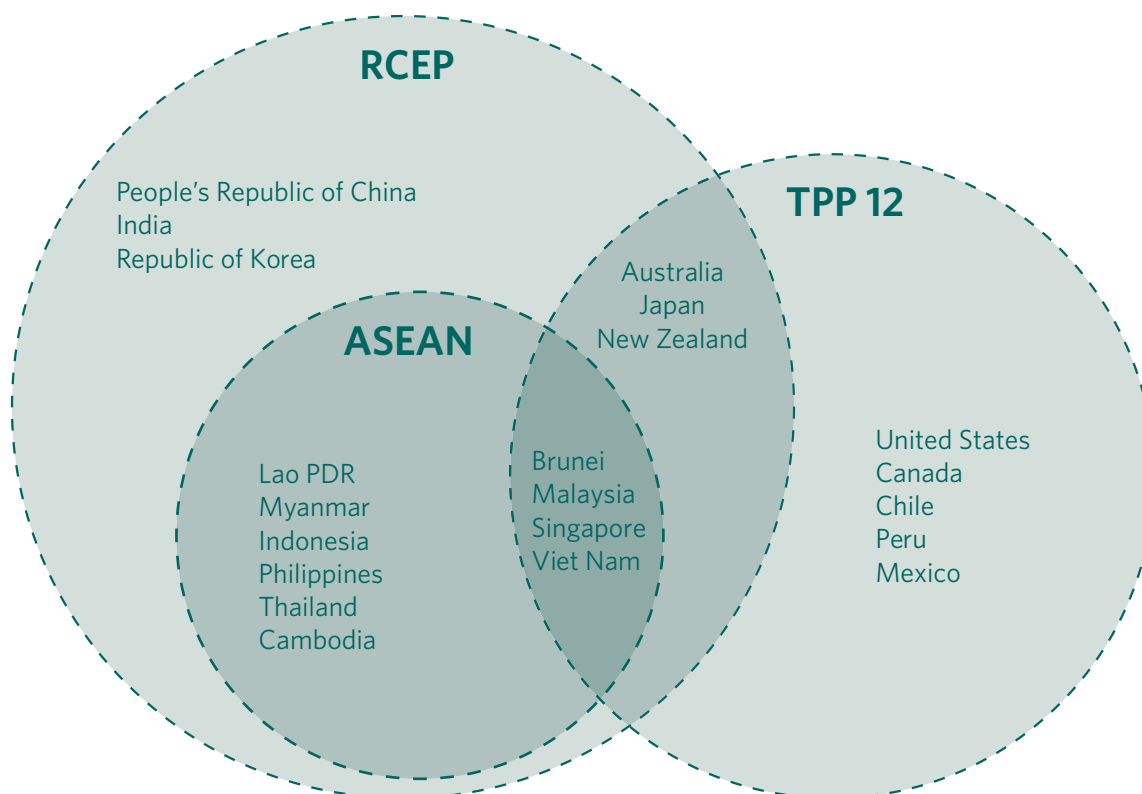 RCEP
People’s Republic of China
India
Republic of Korea
TPP 12
Australia
Japan
New Zealand
ASEAN
Lao PDR
Myanmar
Indonesia
Philippines
Thailand
Cambodia
Brunei
Malaysia
Singapore
Viet Nam
United States
Canada
Chile
Peru
Mexico